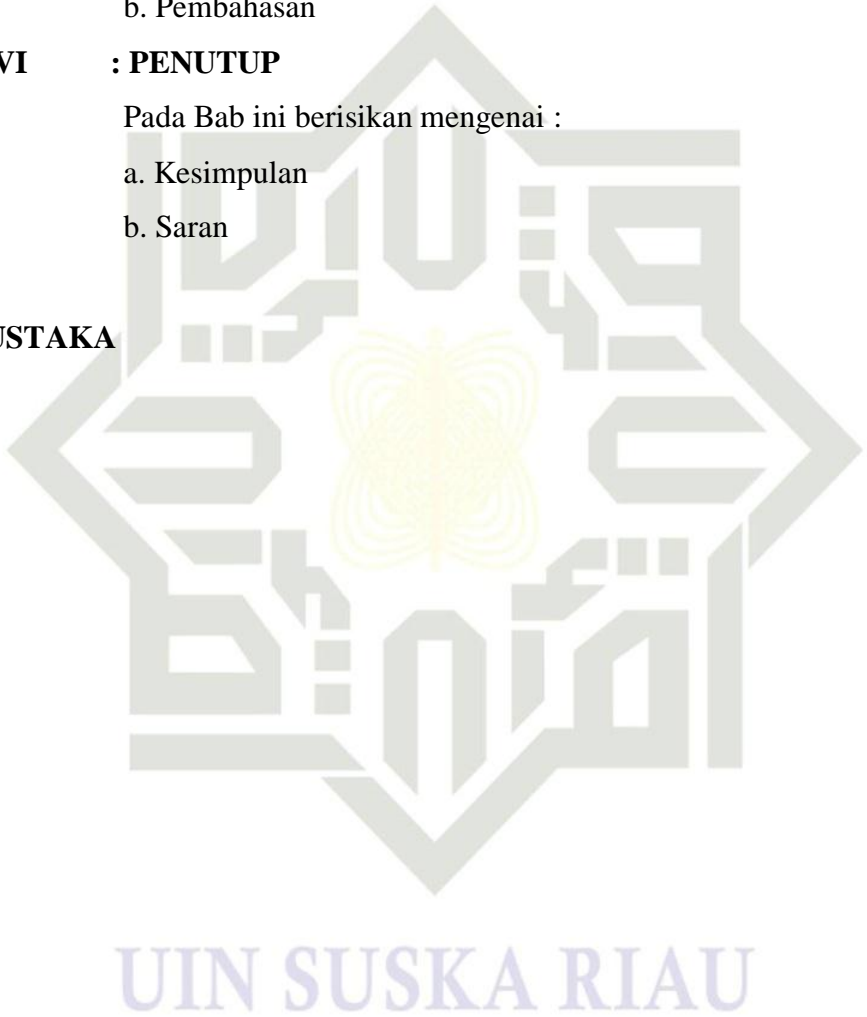 b. Pembahasan
VI : PENUTUP
Pada Bab ini berisikan mengenai :
a. Kesimpulan
b. Saran
USTAKA
UIN SUSKA RIAU